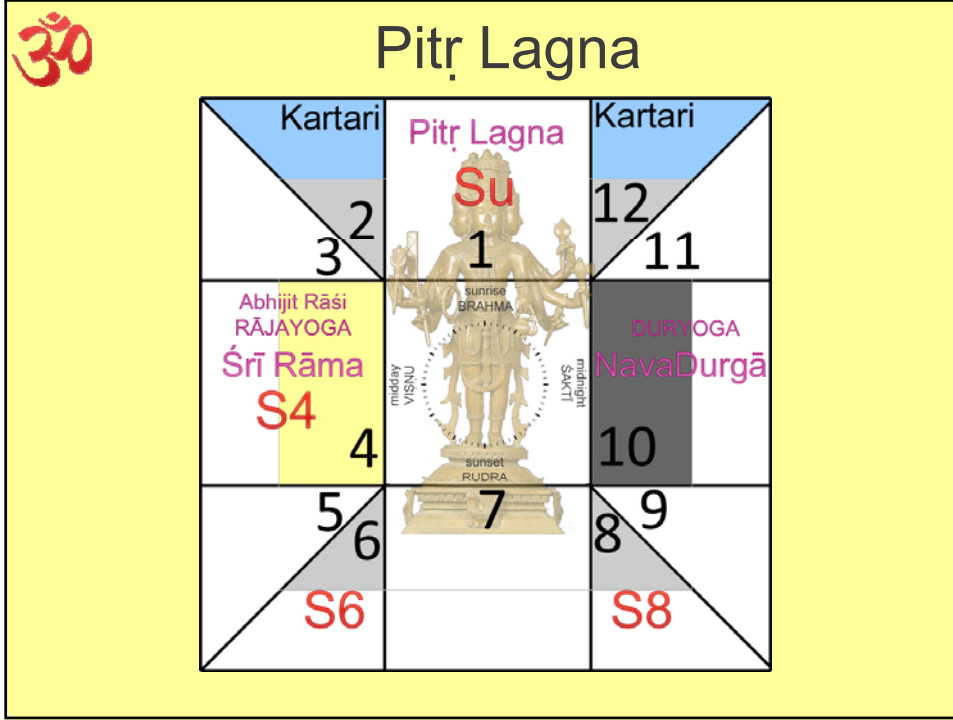 ॐ
Pitṛ Lagna
Kartari
Pitṛ Lagna
Kartari
Su
2
12
3
1
11
Abhijit Rāśi
RĀJAYOGA
Śrī Rāma
S4
4
sunrise
BRAHMA
midday
VIṢṆU
midnight
ŚAKTĪ
sunset
RUDRA
DURYOGA
NavaDurgā
10
5
6
7
8
9
S6
S8